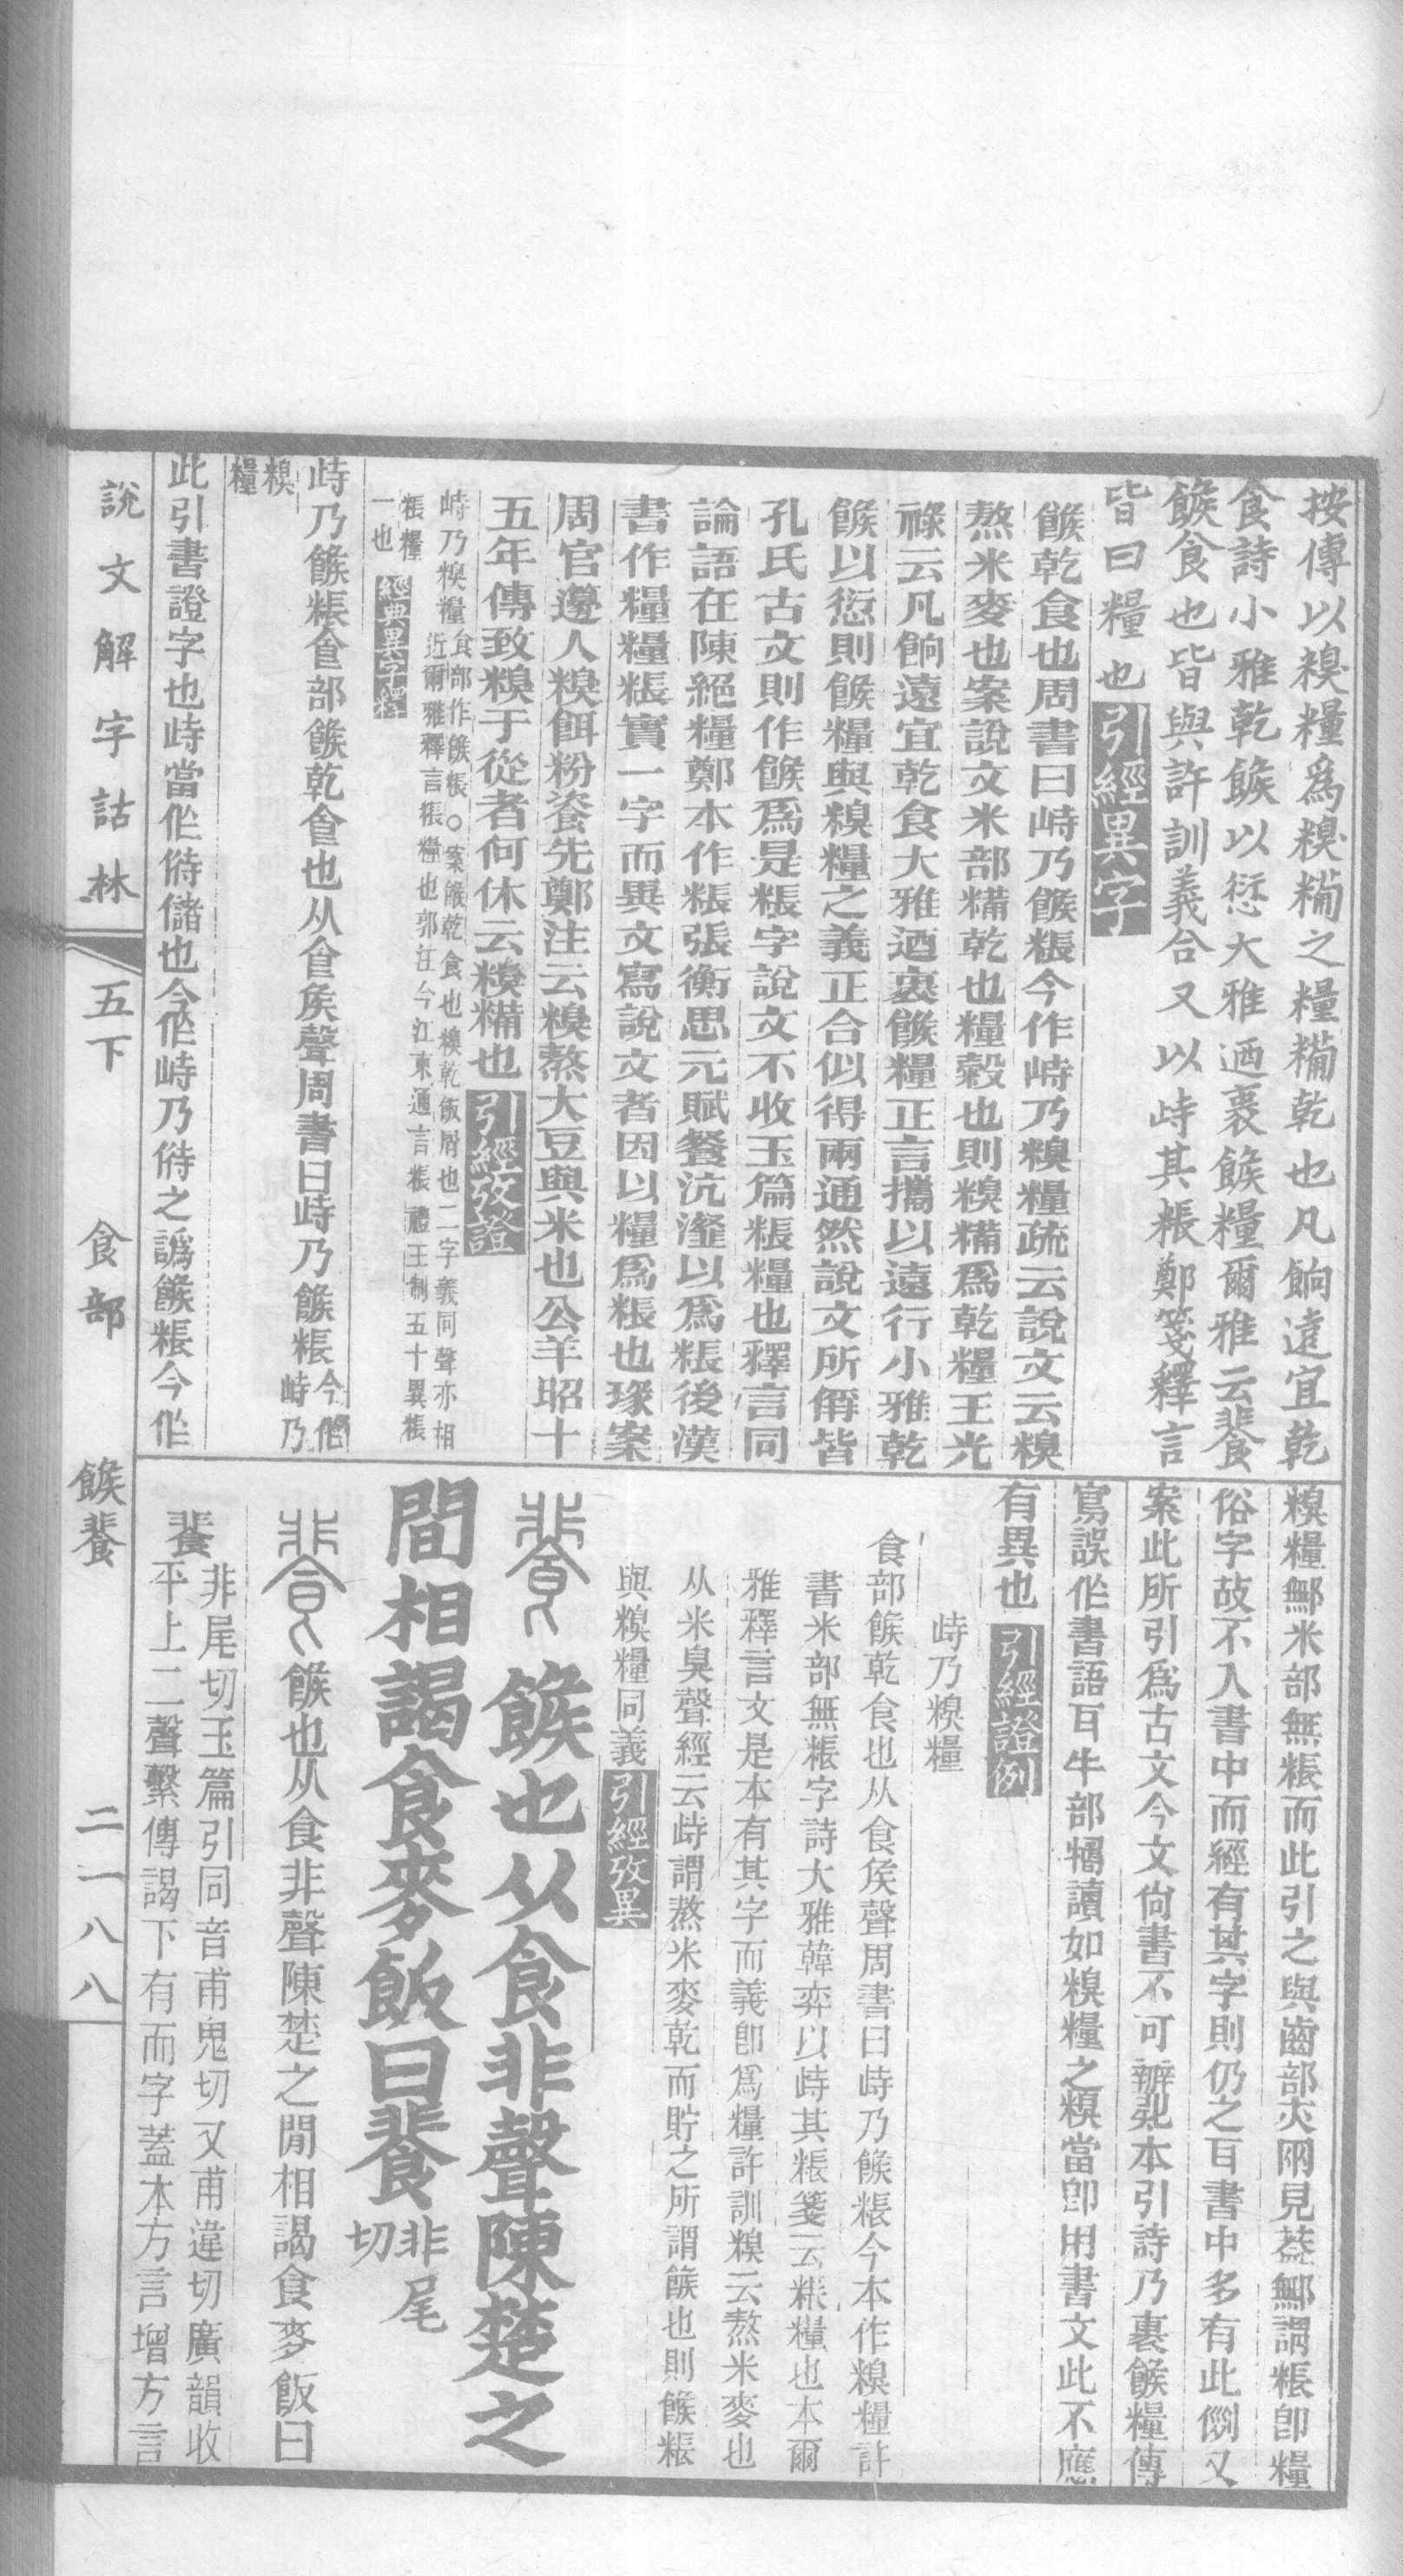 按傳以糗糧爲糗糒之糧糒乾也凡餉遠宜乾
食詩小雅乾餱以愆大雅迺裹餱糧爾雅云餥
餱食也皆與許訓義合又以峙其粻鄭箋釋言
皆曰糧也引經異字
餱乾食也周書曰峙乃餱粻今作峙乃糗糧疏云說文云糗
熬米麥也案說文米部糒乾也糧穀也則糗糒爲乾糧王光
祿云凡餉遠宜乾食大雅迺裹餱糧正言攜以遠行小雅乾
餱以愆則餱糧與糗糧之義正合似得兩通然說文所偁皆
孔氏古文則作餱爲是粻字說文不收玉篇粻糧也釋言同
論語在陳絕糧鄭本作粻張衡思元賦餐沆瀣以爲粻後漢
書作糧糧粻實一字而異文寫說文者因以糧爲粻也琢案
周官籩人糗餌粉餈先鄭注云糗熬大豆與米也公羊昭十
五年傳致糗于從者何休云糗糒也引經攷證
峙乃糗糧食部作餱粻○案餱乾食也糗乾飯屑也二字義同聲亦相
近爾雅釋言粻糧也郭注今江東通言粻禮王制五十異粻
粻糧
一也經典異字
峙乃餱粻食部餱乾食也从食矦聲周書曰峙乃餱粻今僞
峙乃
糗
糧
此引書證字也峙當作偫偫儲也今作峙乃偫之譌餱粻今作
說文解字詁林 五下 食部 餱餥 二一八八
糗糧鄦米部無粻而此引之與齒部㚘网見葢鄦謂粻卽糧
俗字故不入書中而經有其字則仍之百書中多有此例又
案此所引爲古文今文尙書不可辧豣本引詩乃裹餱糧傳
寫誤作書語百牛部犕讀如糗糧之糗當卽用書文此不應
有異也引經證例
峙乃糗糧
食部餱乾食也从食矦聲周書曰峙乃餱粻今本作糗糧許
書米部無粻字詩大雅韓弈以峙其粻箋云粻糧也本爾
雅釋言文是本有其字而義卽爲糧許訓糗云熬米麥也
从米臭聲經云峙謂熬米麥乾而貯之所謂餱也則餱粻
與糗糧同義引經攷異
餥餱也从食非聲陳楚之
間相謁食麥飯曰餥非尾
切
餥餱也从食非聲陳楚之閒相謁食麥飯曰
餥非尾切玉篇引同音甫鬼切又甫違切廣韻收
平上二聲繫傳謁下有而字葢本方言增方言